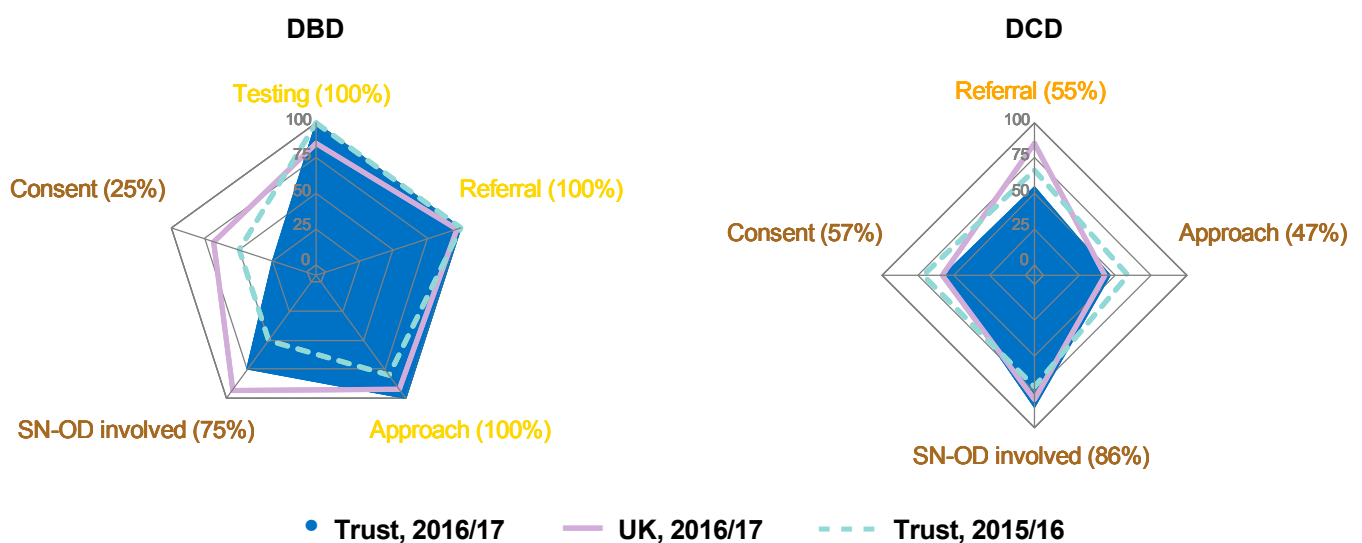 DBD
DCD
Testing (100%)
100
75
50
25
0
Referral (100%)
Consent (25%)
SN-OD involved (75%)
Approach (100%)
Referral (55%)
100
75
50
25
0
Consent (57%)
Approach (47%)
SN-OD involved (86%)
Trust, 2016/17
UK, 2016/17
Trust, 2015/16